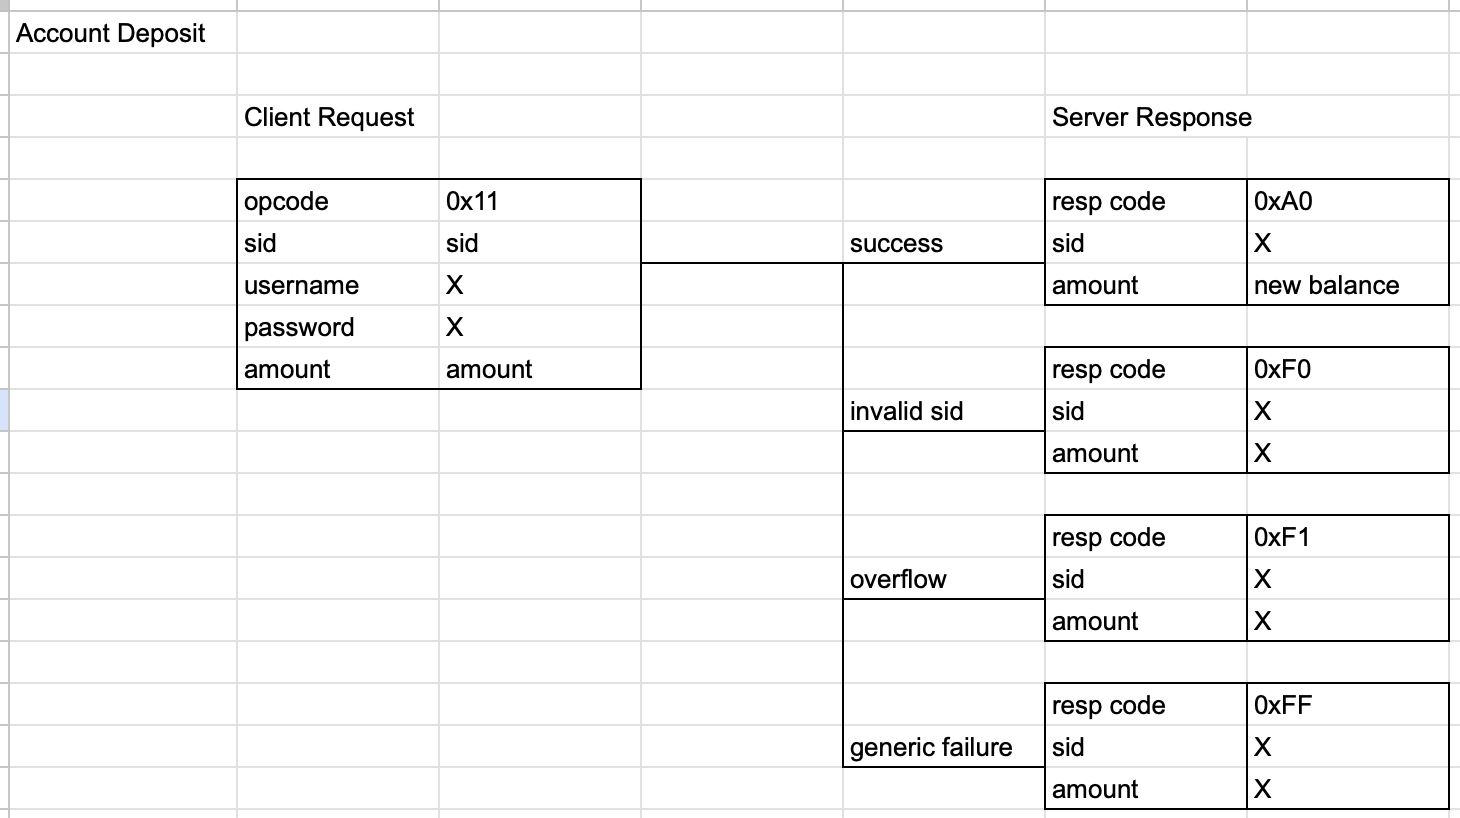 Account Deposit
Client Request
Server Response
opcode 0x11
sid sid
username X
password X
amount amount
success
resp code 0xA0
sid X
amount new balance
invalid sid
resp code 0xF0
sid X
amount X
overflow
resp code 0xF1
sid X
amount X
generic failure
resp code 0xFF
sid X
amount X